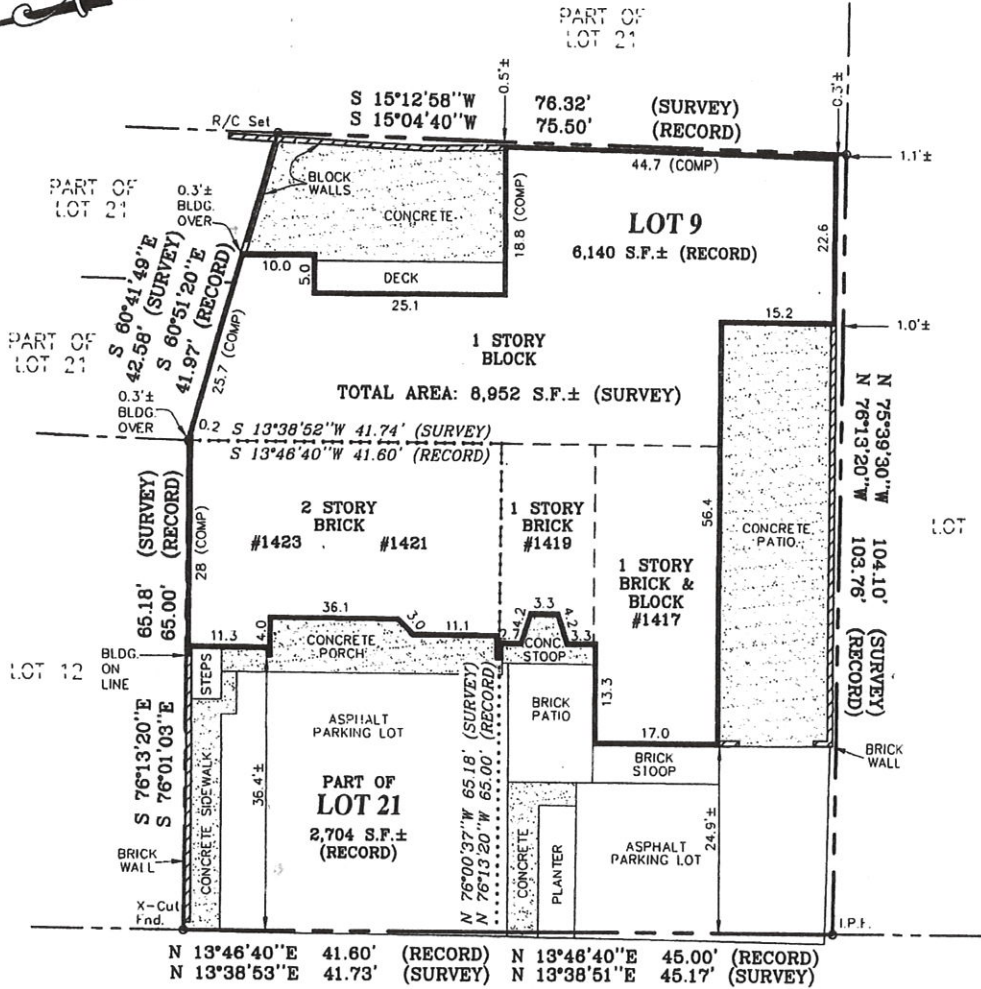 PART OF
LOT 21
0.5'±
0.3'±
S 15°12'58"W 76.32' (SURVEY)
S 15°04'40"W 75.50' (RECORD)
R/C Set
44.7 (COMP)
1.1'±
PART OF
LOT 21
BLOCK
WALLS
0.3'±
BLDG.
OVER
CONCRETE
18.8 (COMP)
LOT 9
6,140 S.F.± (RECORD)
22.6
10.0
5.0
DECK
25.1
S 60°41'49"E
42.58' (SURVEY)
S 60°51'20"E
41.97' (RECORD)
25.7 (COMP)
15.2
1.0'±
PART OF
LOT 21
1 STORY
BLOCK
TOTAL AREA: 8,952 S.F.± (SURVEY)
0.3'±
BLDG.
OVER
0.2
S 13°38'52"W 41.74' (SURVEY)
S 13°46'40"W 41.60' (RECORD)
N 75°39'30"W 104.10' (SURVEY)
N 76°13'20"W 103.76' (RECORD)
LOT
65.18' (SURVEY)
65.00' (RECORD)
28 (COMP)
2 STORY
BRICK
#1423 #1421
1 STORY
BRICK
#1419
56.4
CONCRETE
PATIO
1 STORY
BRICK &
BLOCK
#1417
36.1
3.0
11.1
4.0
11.3
2.7
4.2
3.3
4.2
3.3
CONCRETE
PORCH
CONC.
STOOP
LOT 12
BLDG.
ON
LINE
STEPS
S 76°13'20"E
S 76°01'03"E
ASPHALT
PARKING LOT
N 76°00'37"W 65.18' (SURVEY)
N 76°13'20"W 65.00' (RECORD)
BRICK
PATIO
13.3
17.0
BRICK
STOOP
BRICK
WALL
CONCRETE SIDEWALK
36.4'±
PART OF
LOT 21
2,704 S.F.±
(RECORD)
CONCRETE
PLANTER
ASPHALT
PARKING LOT
24.9'±
BRICK
WALL
X-Cut
Fnd.
I.P.F.
N 13°46'40"E 41.60' (RECORD) N 13°46'40"E 45.00' (RECORD)
N 13°38'53"E 41.73' (SURVEY) N 13°38'51"E 45.17' (SURVEY)